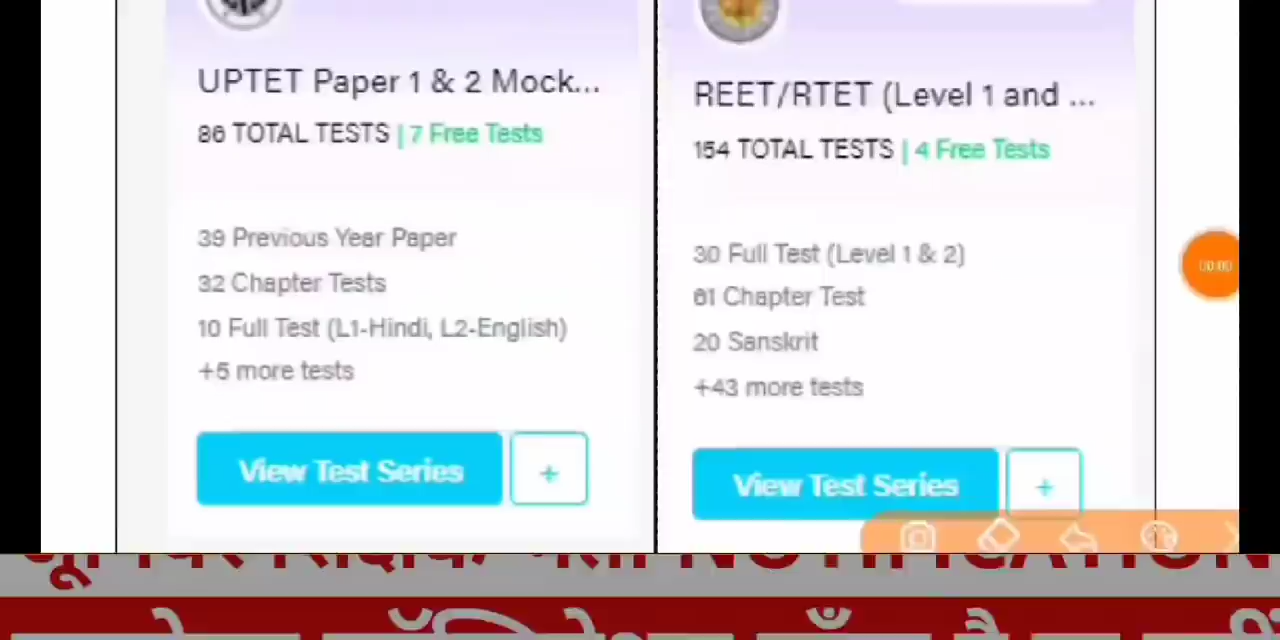 UPTET Paper 1 & 2 Mock...
86 TOTAL TESTS | 7 Free Tests
39 Previous Year Paper
32 Chapter Tests
10 Full Test (L1-Hindi, L2-English)
+5 more tests
View Test Series +
REET/RTET (Level 1 and ...
154 TOTAL TESTS | 4 Free Tests
30 Full Test (Level 1 & 2)
61 Chapter Test
20 Sanskrit
+43 more tests
View Test Series +
00:00
NOTIFICATION